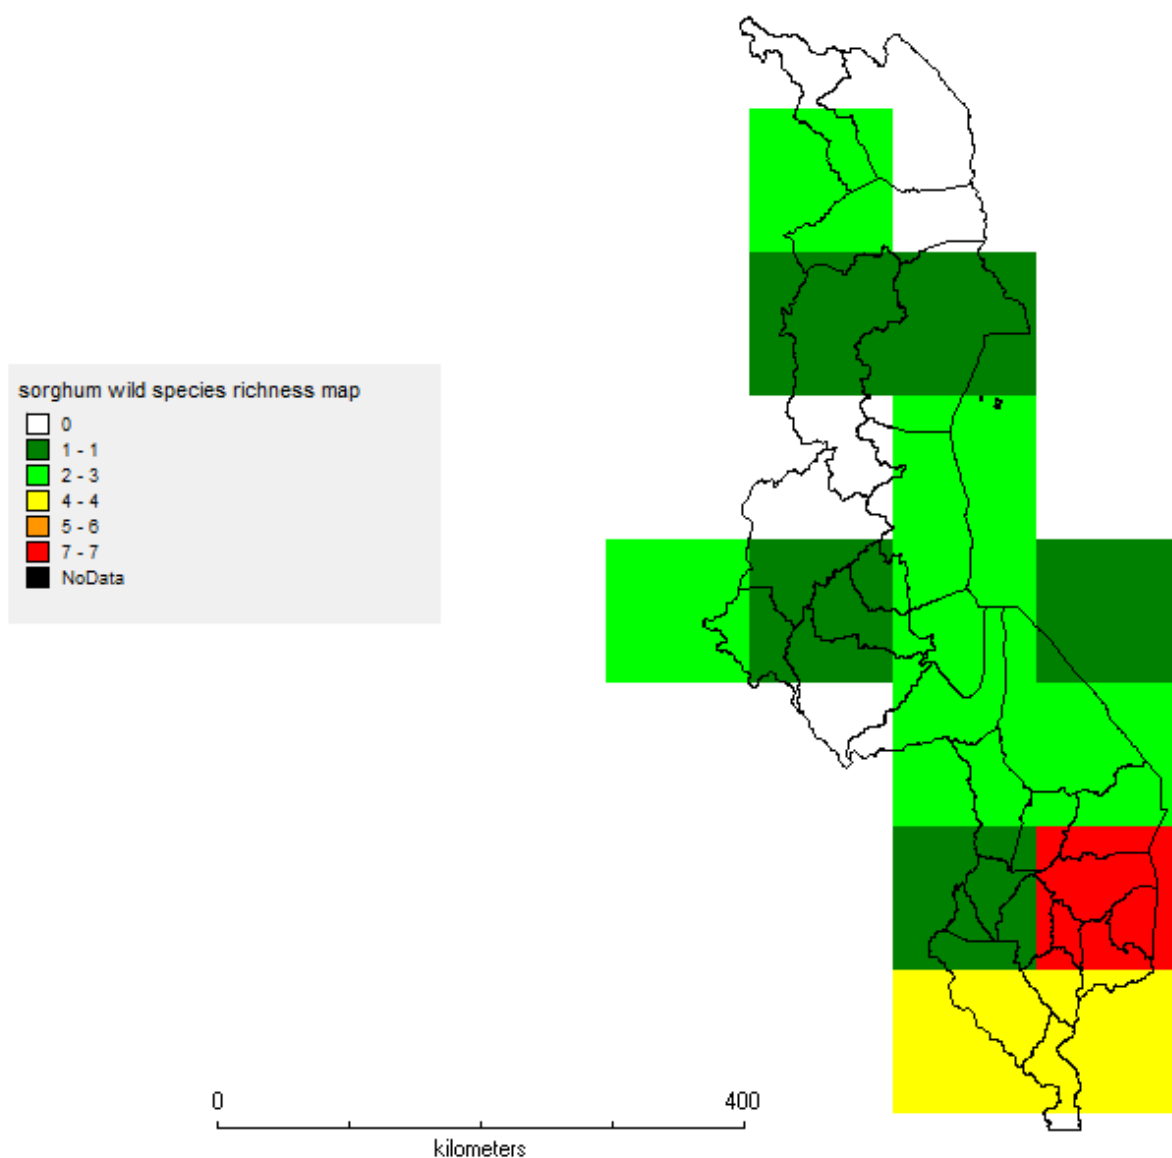 sorghum wild species richness map
0
1 - 1
2 - 3
4 - 4
5 - 6
7 - 7
NoData
0 400
kilometers